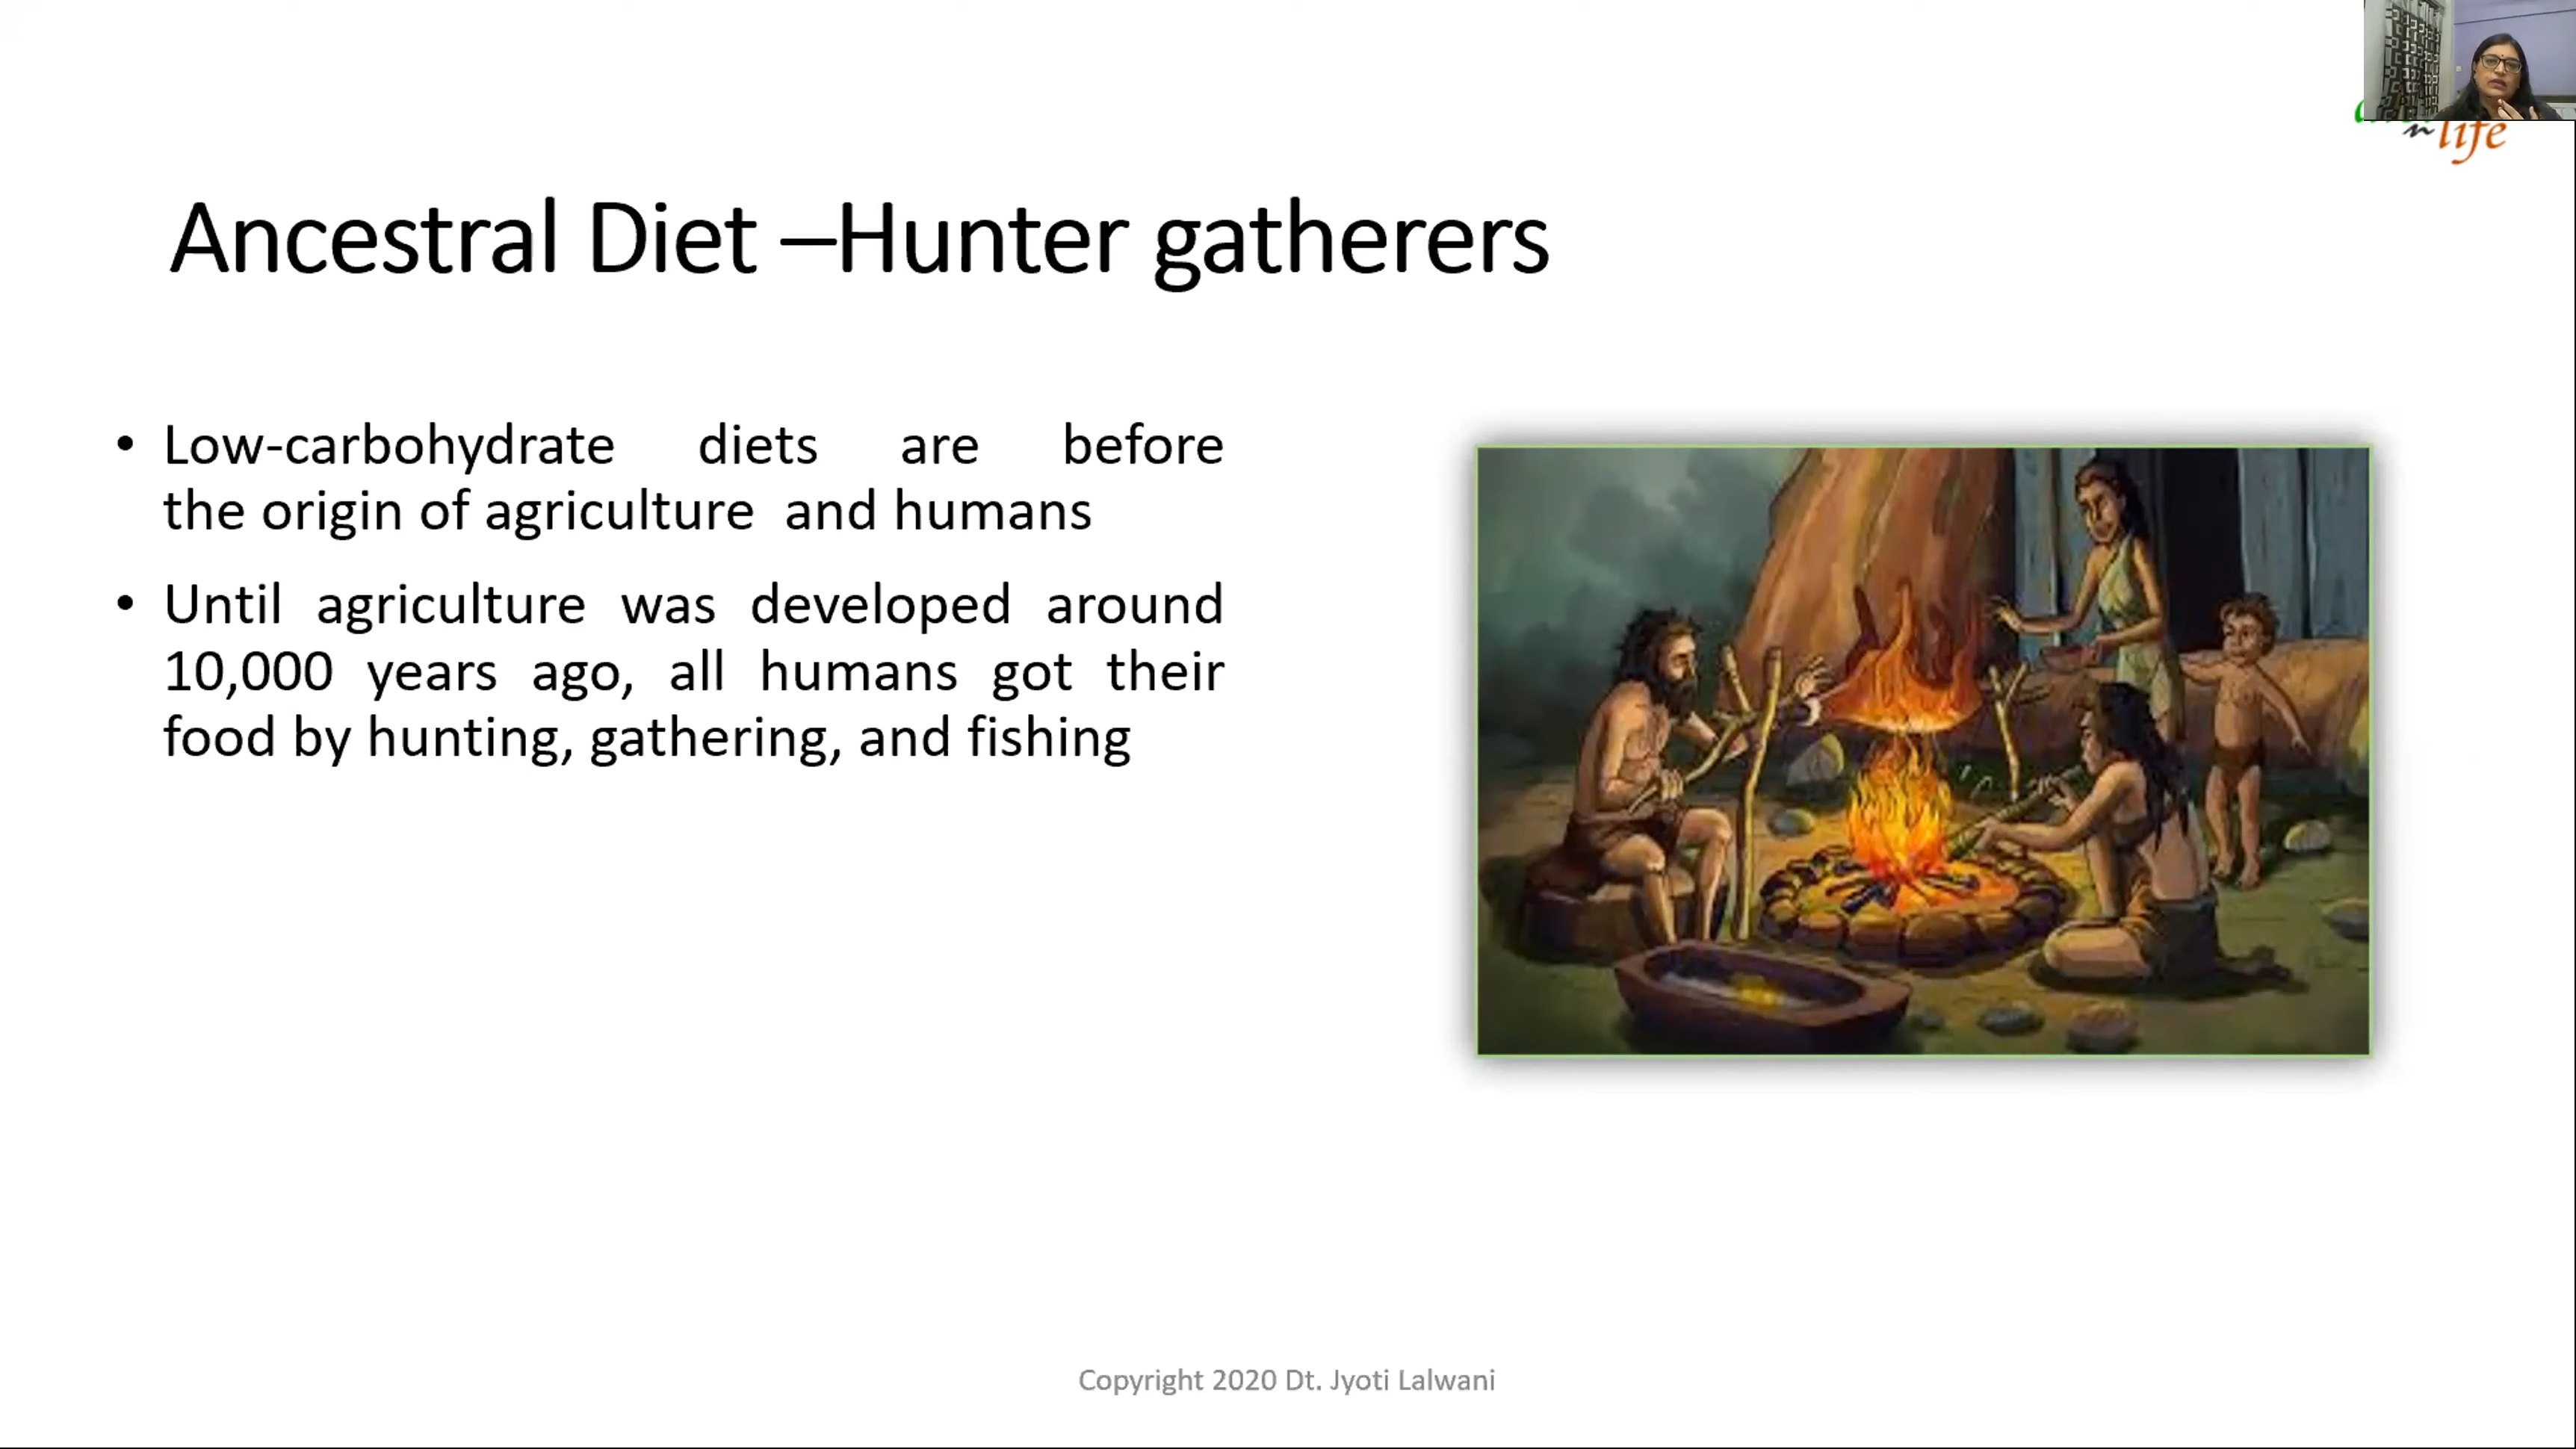 n life
Ancestral Diet –Hunter gatherers
• Low-carbohydrate diets are before
the origin of agriculture  and humans
• Until agriculture was developed around
10,000 years ago, all humans got their
food by hunting, gathering, and fishing
Copyright 2020 Dt. Jyoti Lalwani